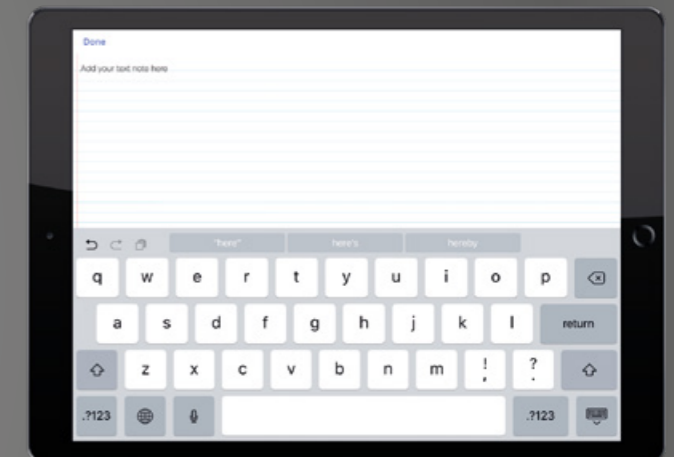 Done
Add your text note here
"here" here's hereby
q w e r t y u i o p
a s d f g h j k l return
z x c v b n m ! , ? .
.?123 .?123